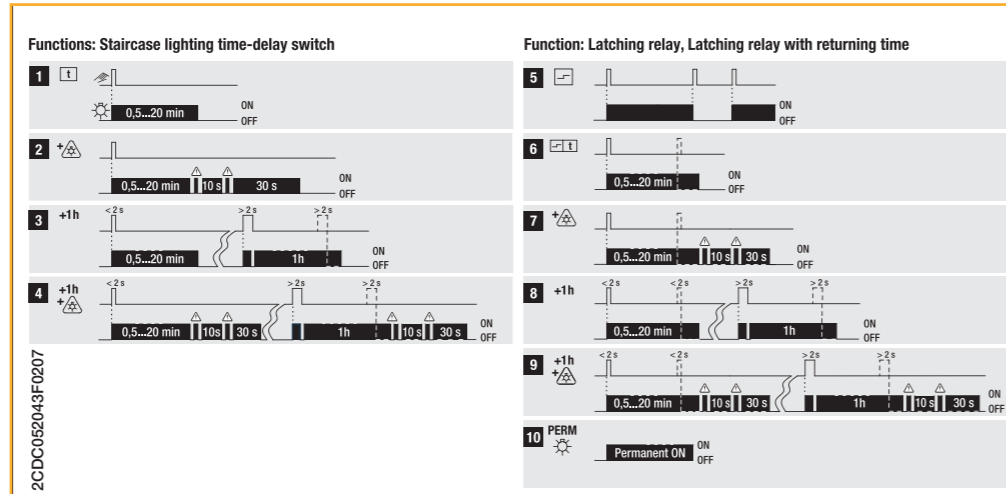 Functions: Staircase lighting time-delay switch
1 t
0,5...20 min ON
OFF
2 +
0,5...20 min 10 s 30 s ON
OFF
3 +1h <2 s >2 s >2 s
0,5...20 min 1h ON
OFF
4 +1h + <2 s >2s >2 s
0,5...20 min 10s 30 s 1h 10 s 30 s ON
OFF
2CDC052043F0207
Function: Latching relay, Latching relay with returning time
5
ON
OFF
6 t
0,5...20 min ON
OFF
7 +
0,5...20 min 10 s 30 s ON
OFF
8 +1h <2 s <2 s >2s >2 s
0,5...20 min 1h ON
OFF
9 +1h + <2 s <2 s >2 s >2 s
0,5...20 min 10 s 30 s 1h 10 s 30 s ON
OFF
10 PERM
Permanent ON ON
OFF